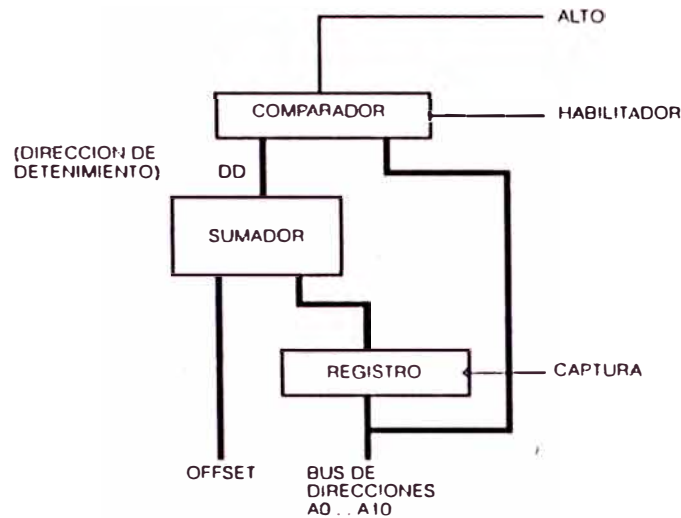 ALTO
COMPARADOR
HABILITADOR
(DIRECCION DE
DETENIMIENTO)
DD
SUMADOR
REGISTRO
CAPTURA
OFFSET
BUS DE
DIRECCIONES
A0 . . A10